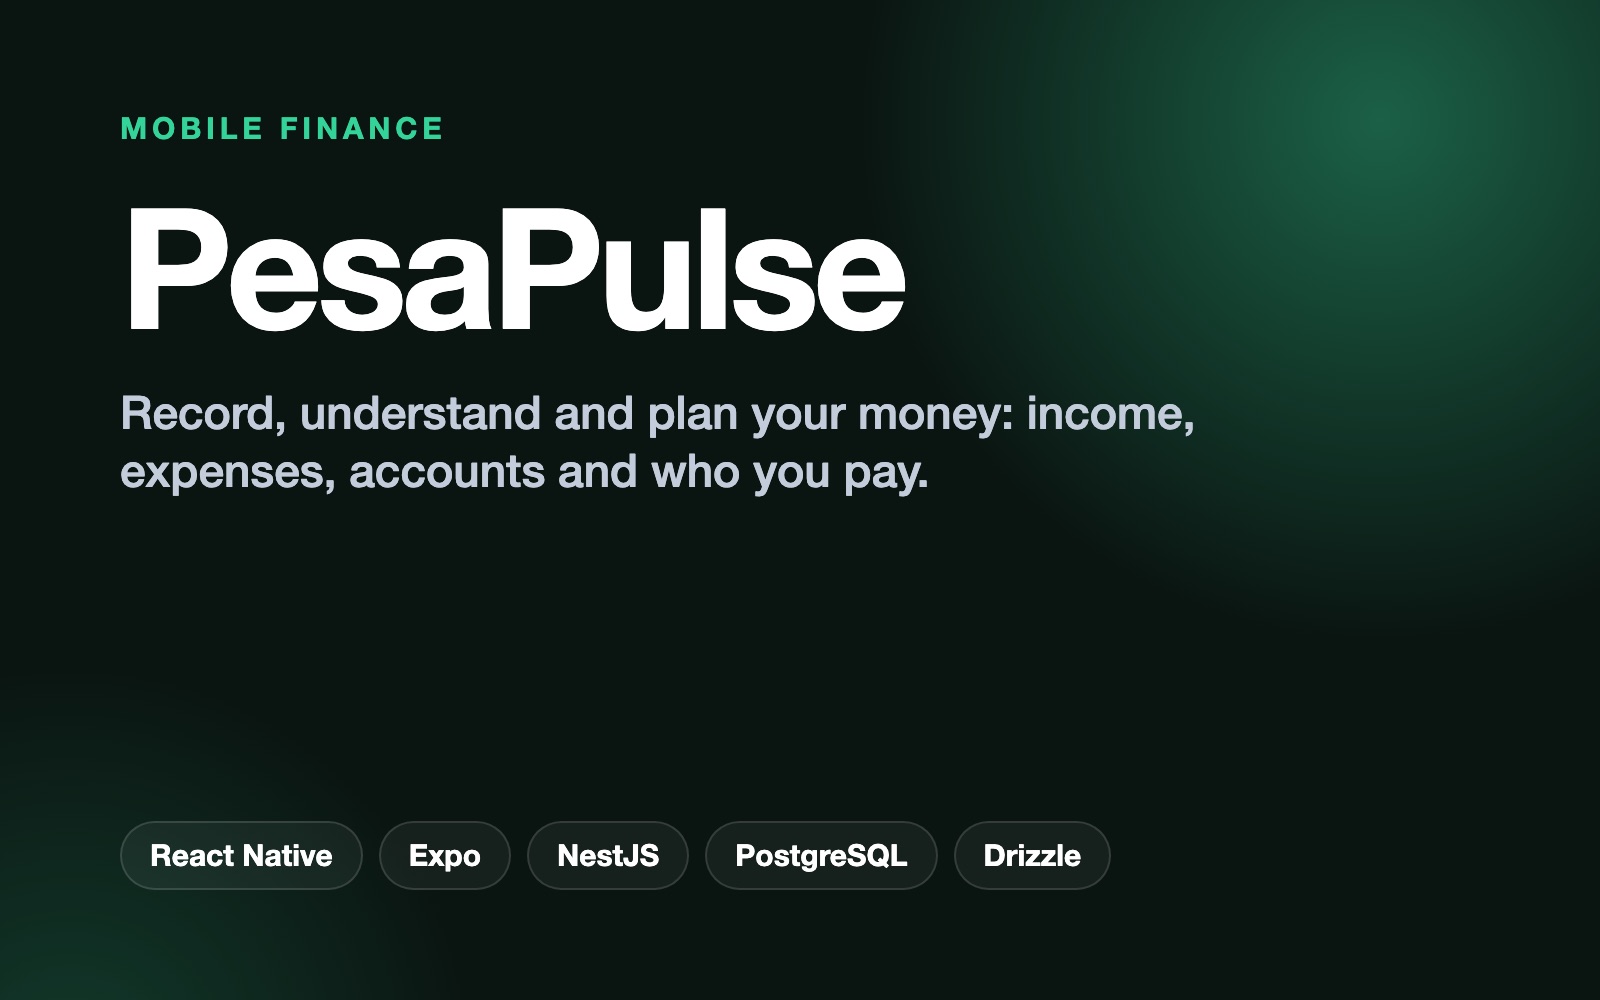 MOBILE FINANCE
PesaPulse
Record, understand and plan your money: income,
expenses, accounts and who you pay.
React Native Expo NestJS PostgreSQL Drizzle